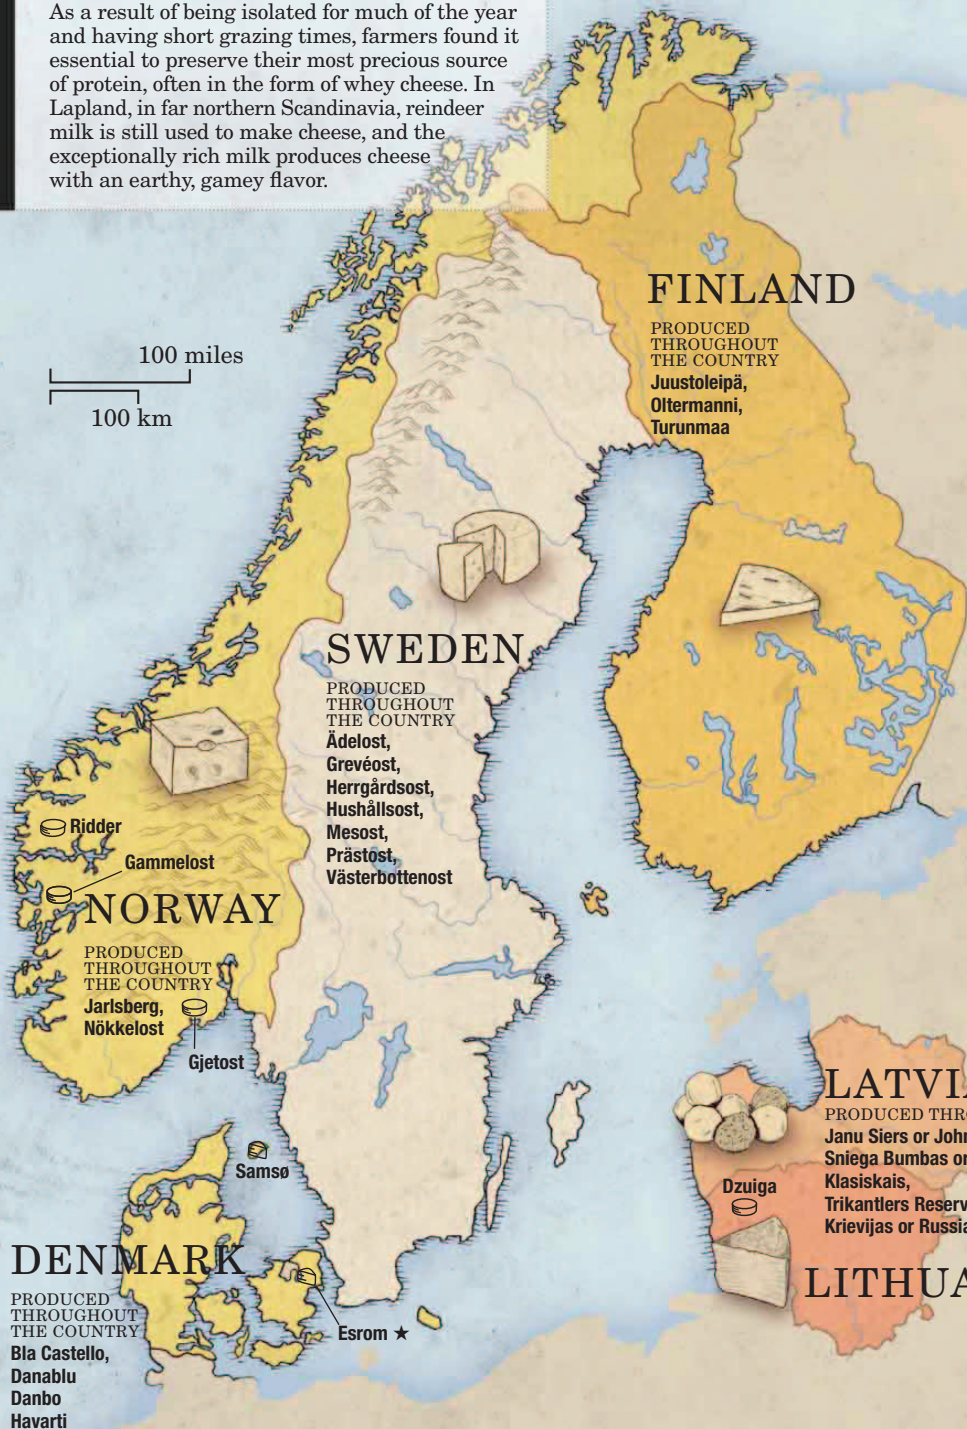 As a result of being isolated for much of the year
and having short grazing times, farmers found it
essential to preserve their most precious source
of protein, often in the form of whey cheese. In
Lapland, in far northern Scandinavia, reindeer
milk is still used to make cheese, and the
exceptionally rich milk produces cheese
with an earthy, gamey flavor.
100 miles
100 km
FINLAND
PRODUCED
THROUGHOUT
THE COUNTRY
Juustoleipä,
Oltermanni,
Turunmaa
SWEDEN
PRODUCED
THROUGHOUT
THE COUNTRY
Ädelost,
Grevéost,
Herrgårdsost,
Hushållsost,
Mesost,
Prästost,
Västerbottenost
Ridder
Gammelost
NORWAY
PRODUCED
THROUGHOUT
THE COUNTRY
Jarlsberg,
Nökkelost
Gjetost
Samsø
DENMARK
PRODUCED
THROUGHOUT
THE COUNTRY
Bla Castello,
Danablu
Danbo
Havarti
Esrom ★
LATVI
PRODUCED THR
Janu Siers or John
Sniega Bumbas or
Klasiskais,
Trikantlers Reserv
Krievijas or Russia
Dzuiga
LITHUA